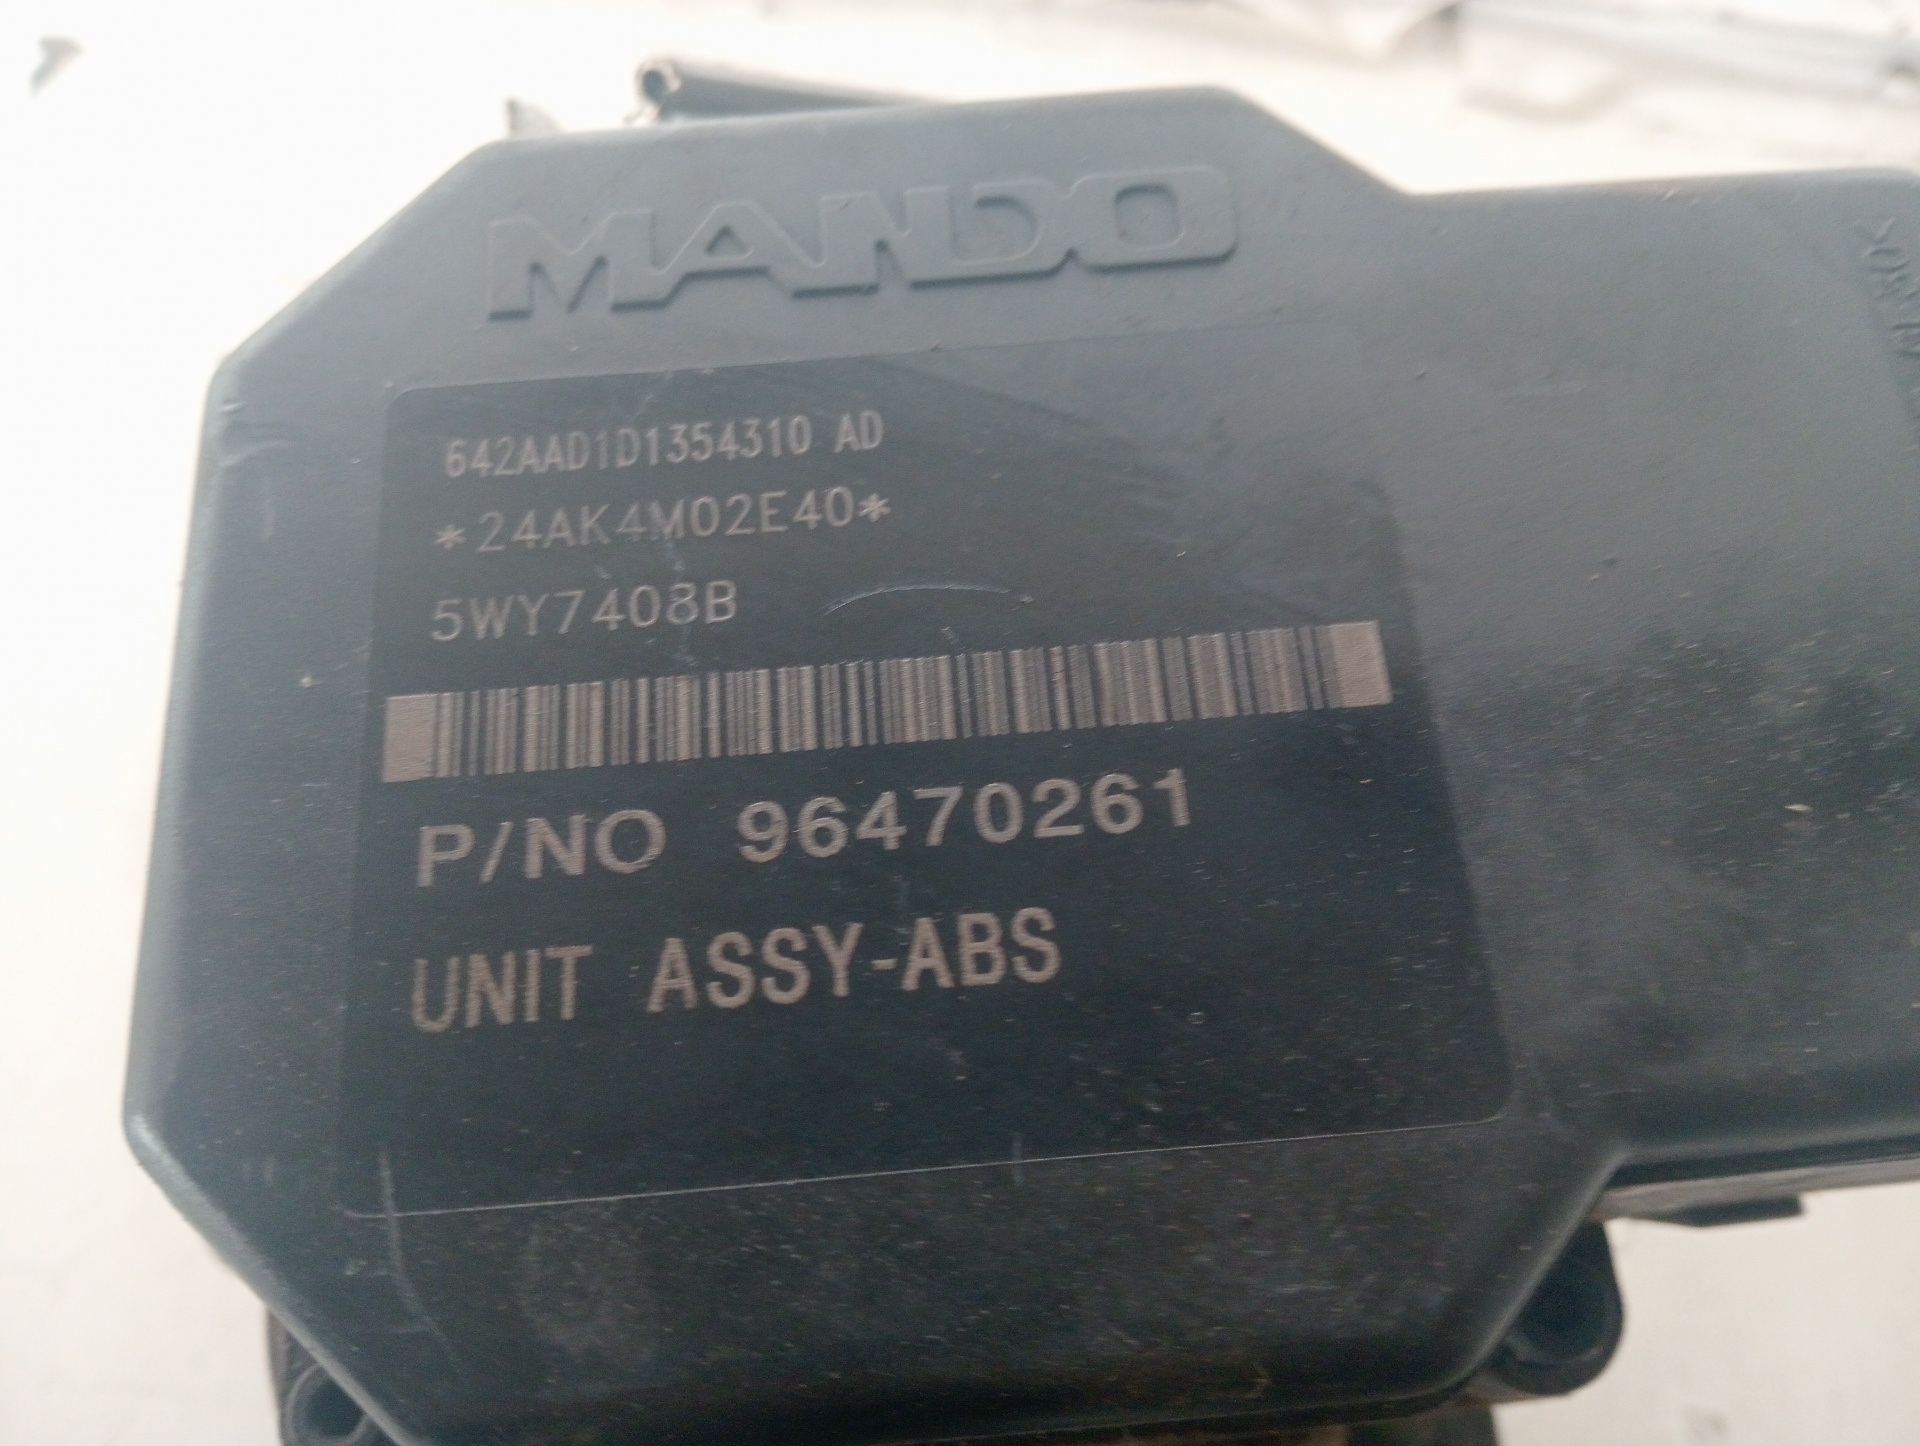 MANDO
642AAD1D1354310 AD
*24AK4M02E40*
5WY7408B
P/NO 96470261
UNIT ASSY-ABS